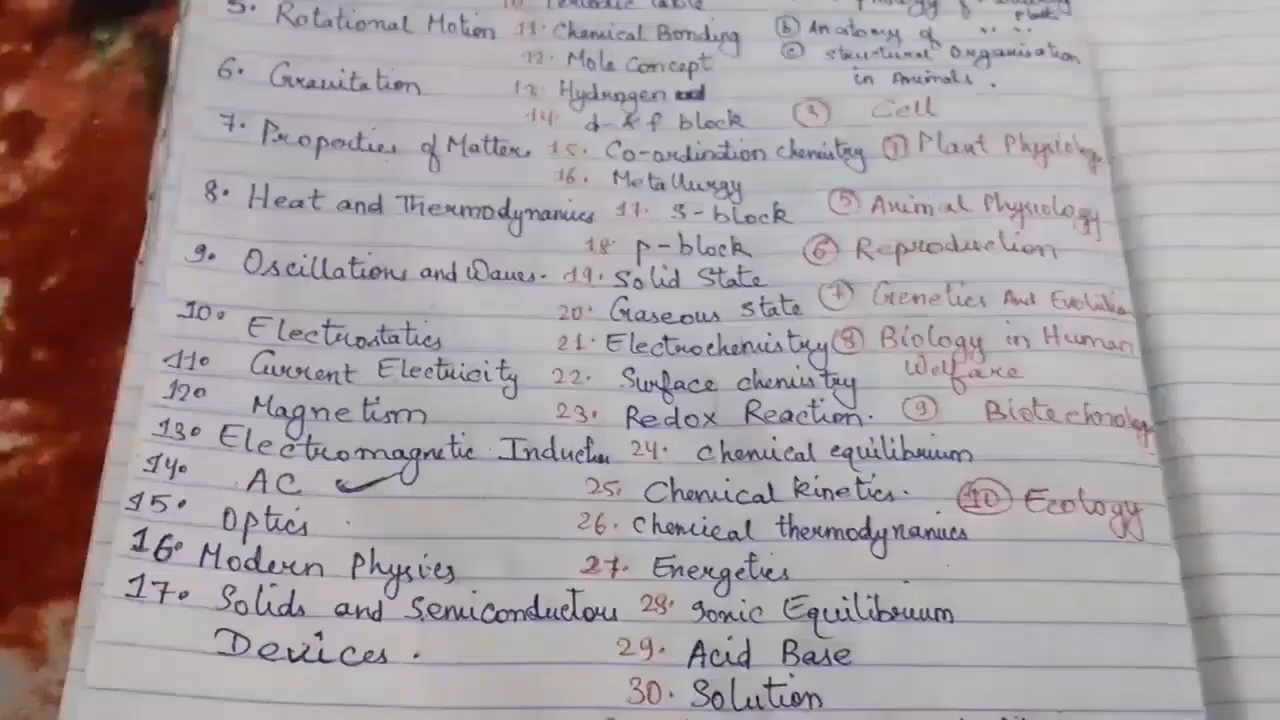 5. Rotational Motion
6. Gravitation
7. Properties of Matter
8. Heat and Thermodynamics
9. Oscillations and Waves.
10. Electrostatics
11. Current Electricity
12. Magnetism
13. Electromagnetic Induction
14. AC
15. Optics
16. Modern Physics
17. Solids and Semiconductors
Devices.
11. Chemical Bonding
12. Mole Concept
13. Hydrogen
14. d- & f block
15. Co-ordination chemistry
16. Metallurgy
17. S-block
18. p-block
19. Solid State
20. Gaseous state
21. Electrochemistry
22. Surface chemistry
23. Redox Reaction.
24. Chemical equilibrium
25. Chemical kinetics.
26. Chemical thermodynamics
27. Energetics
28. Ionic Equilibrium
29. Acid Base
30. Solution
(b) Anatomy of " "
(c) Structural Organisation
in Animals.
(3) Cell
Plant Physiology
(5) Animal Physiology
(6) Reproduction
(7) Genetics And Evolution
(8) Biology in Human
Welfare
(9) Biotechnology
(10) Ecology